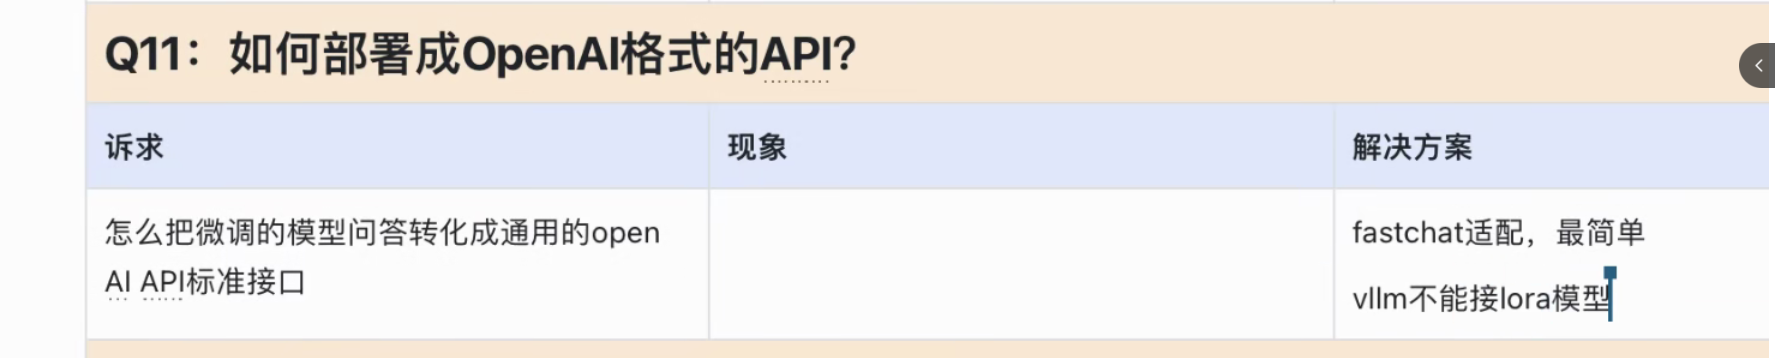 Q11：如何部署成OpenAI格式的API?
诉求
现象
解决方案
怎么把微调的模型问答转化成通用的open
AI API标准接口
fastchat适配，最简单
vllm不能接lora模型